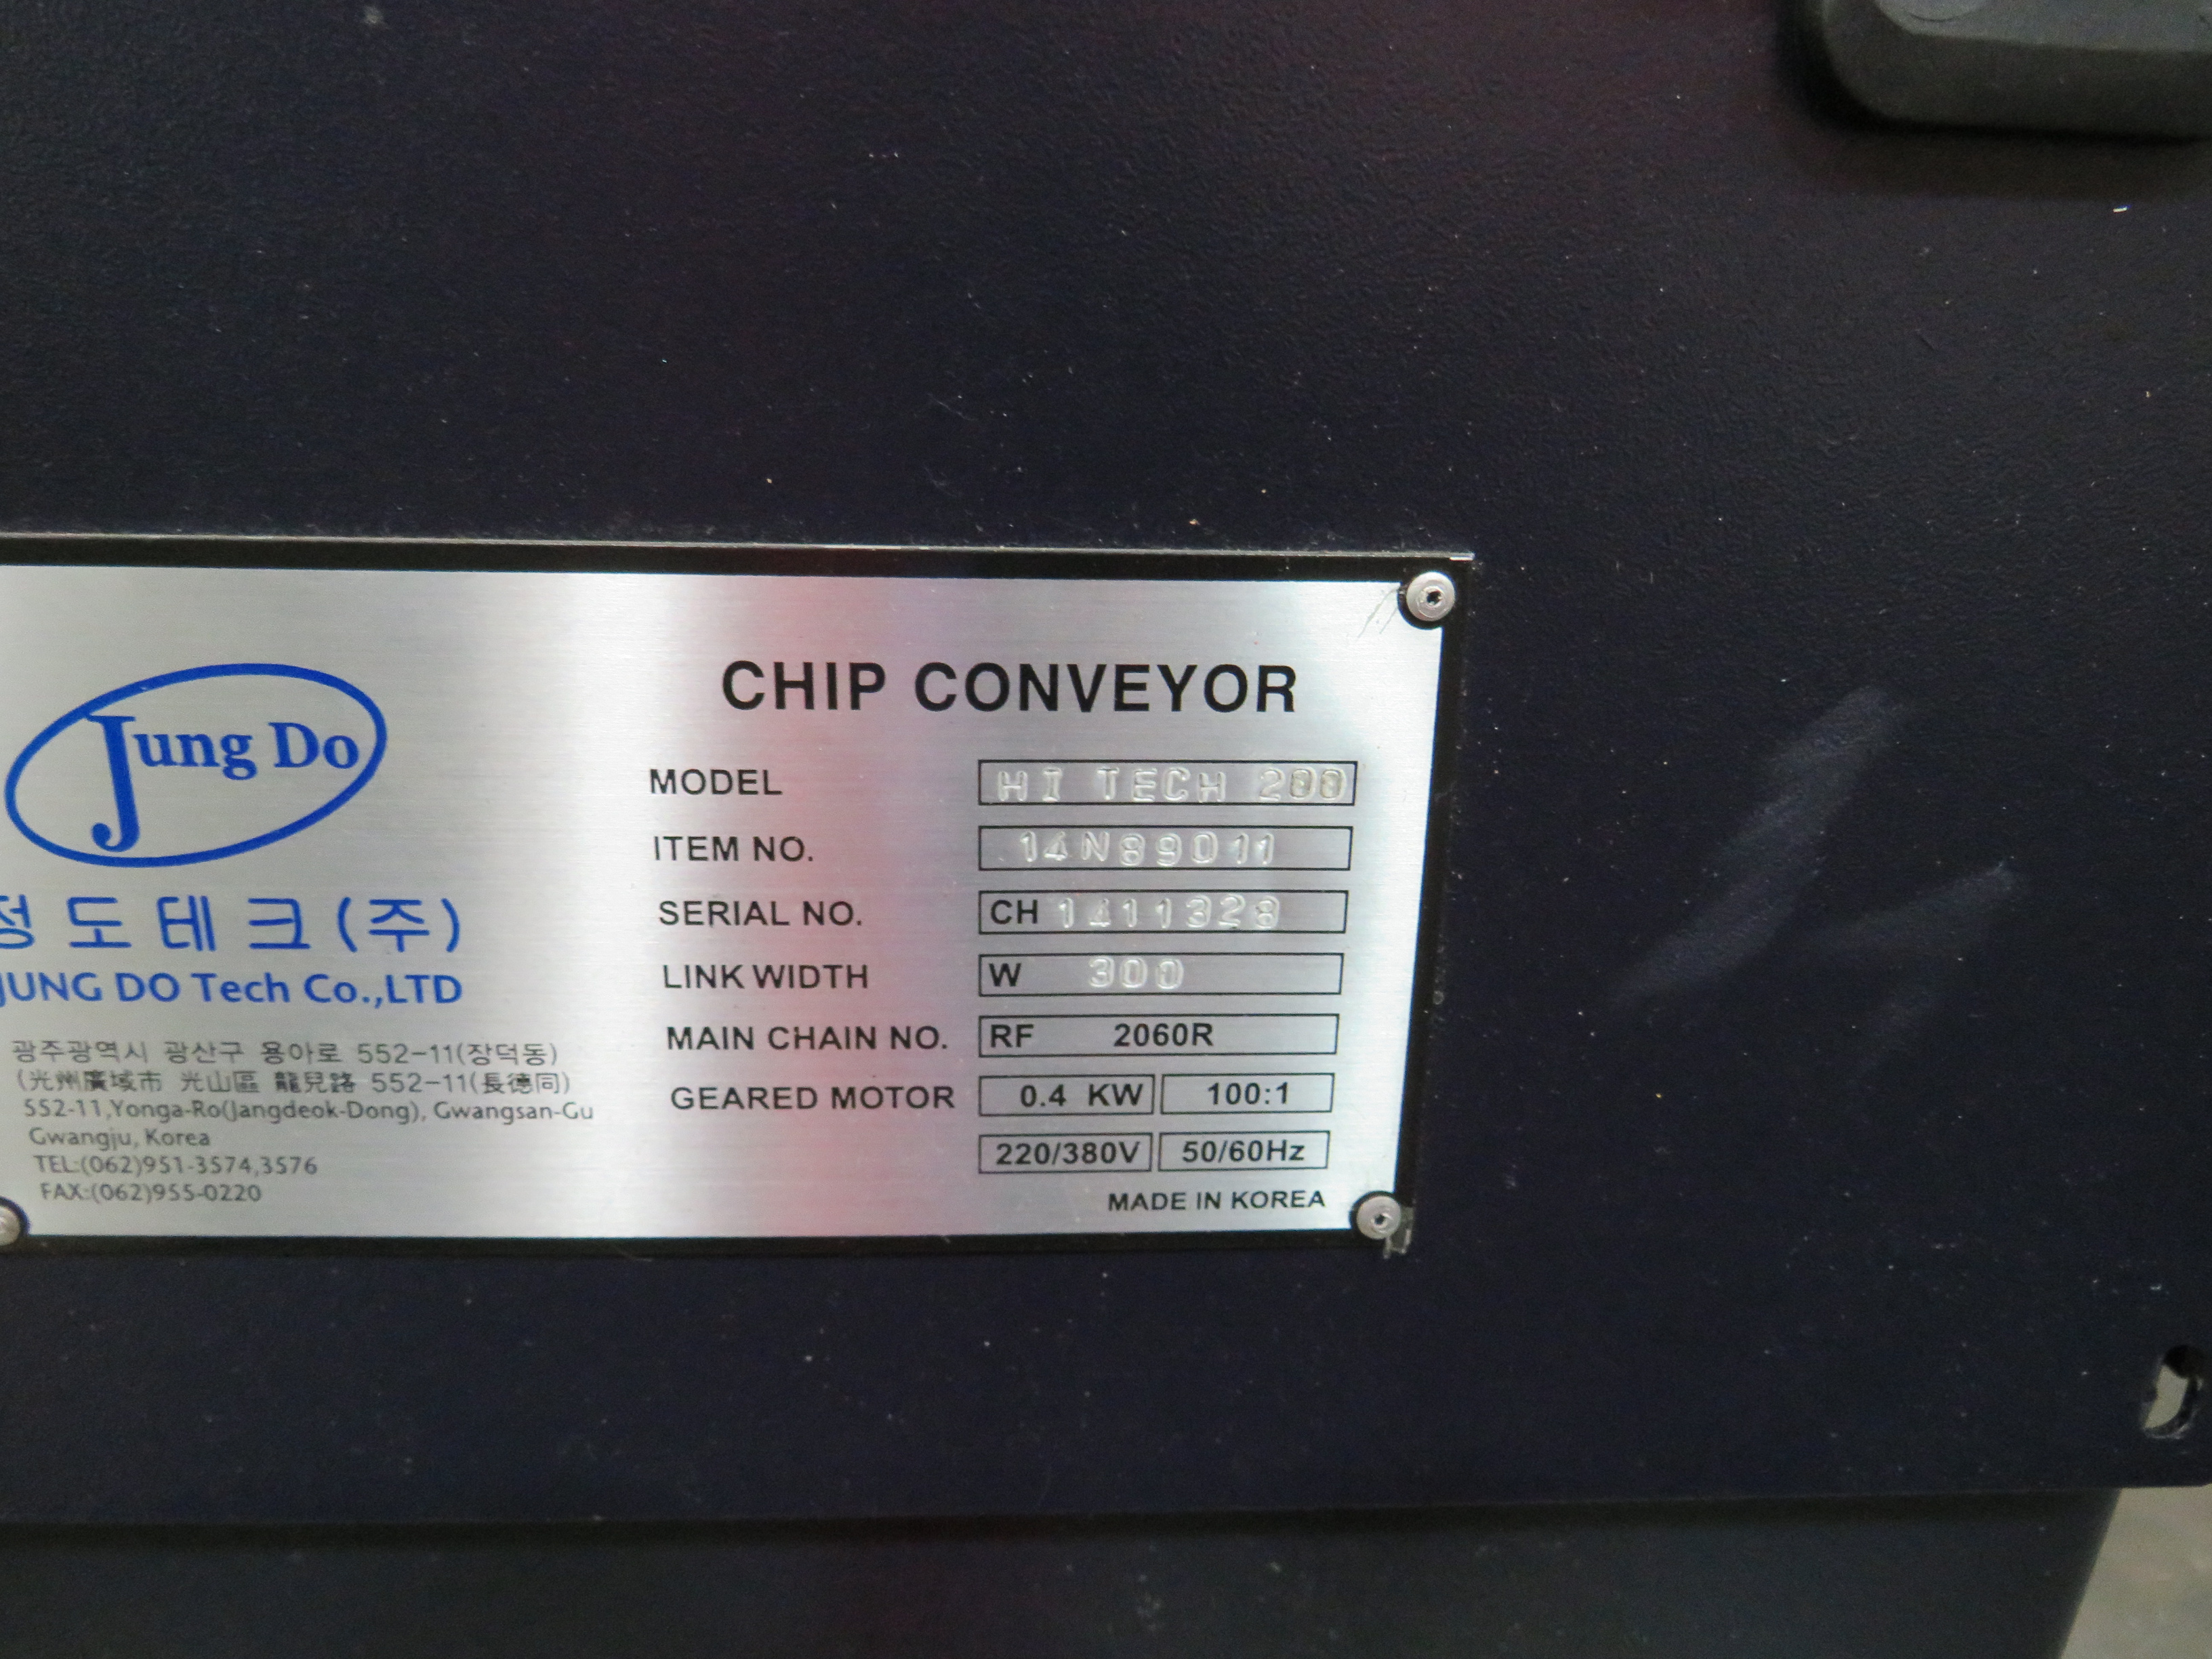 Jung Do
정도테크(주)
JUNG DO Tech Co.,LTD
광주광역시 광산구 용아로 552-11(장덕동)
(光州廣域市 光山區 龍兒路 552-11(長德同)
552-11,Yonga-Ro(Jangdeok-Dong), Gwangsan-Gu
Gwangju, Korea
TEL:(062)951-3574,3576
FAX:(062)955-0220
CHIP CONVEYOR
MODEL HI TECH 200
ITEM NO. 14N89011
SERIAL NO. CH 1411328
LINK WIDTH W 300
MAIN CHAIN NO. RF 2060R
GEARED MOTOR 0.4 KW 100:1
220/380V 50/60Hz
MADE IN KOREA